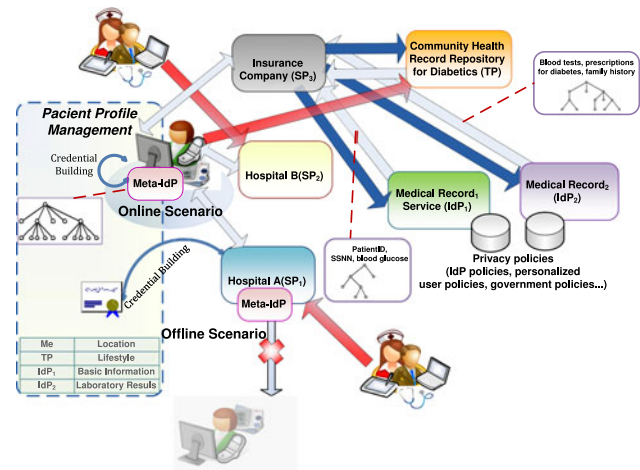 Insurance
Company (SP3)
Community Health
Record Repository
for Diabetics (TP)
Blood tests, prescriptions
for diabetes, family history
Pacient Profile
Management
Credential
Building
Meta-IdP
Online Scenario
Hospital B(SP2)
Medical Record1
Service (IdP1)
Medical Record2
(IdP2)
Privacy policies
(IdP policies, personalized
user policies, government policies...)
PatientID,
SSNN, blood glucose
Credential Building
Hospital A(SP1)
Meta-IdP
Offline Scenario
Me Location
TP Lifestyle
IdP1 Basic Information
IdP2 Laboratory Resuls